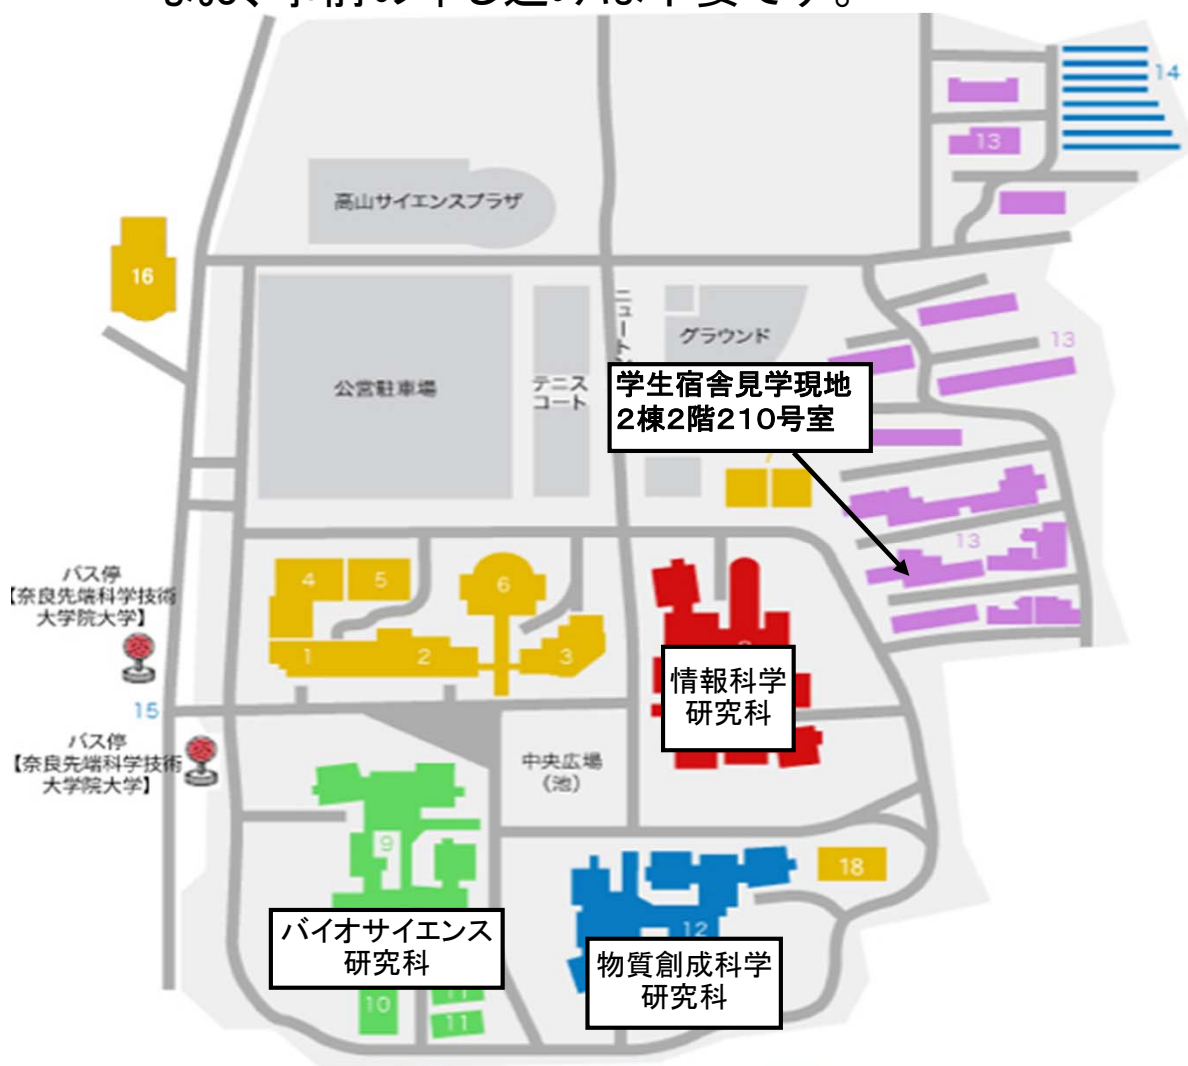 14
13
高山サイエンスプラザ
16
グラウンド
13
公営駐車場
テニス
コート
学生宿舎見学現地
2棟2階210号室
13
バス停
【奈良先端科学技術
大学院大学】
4
5
6
1
2
3
情報科学
研究科
15
バス停
【奈良先端科学技術
大学院大学】
中央広場
(池)
9
18
12
バイオサイエンス
研究科
物質創成科学
研究科
10
11
11